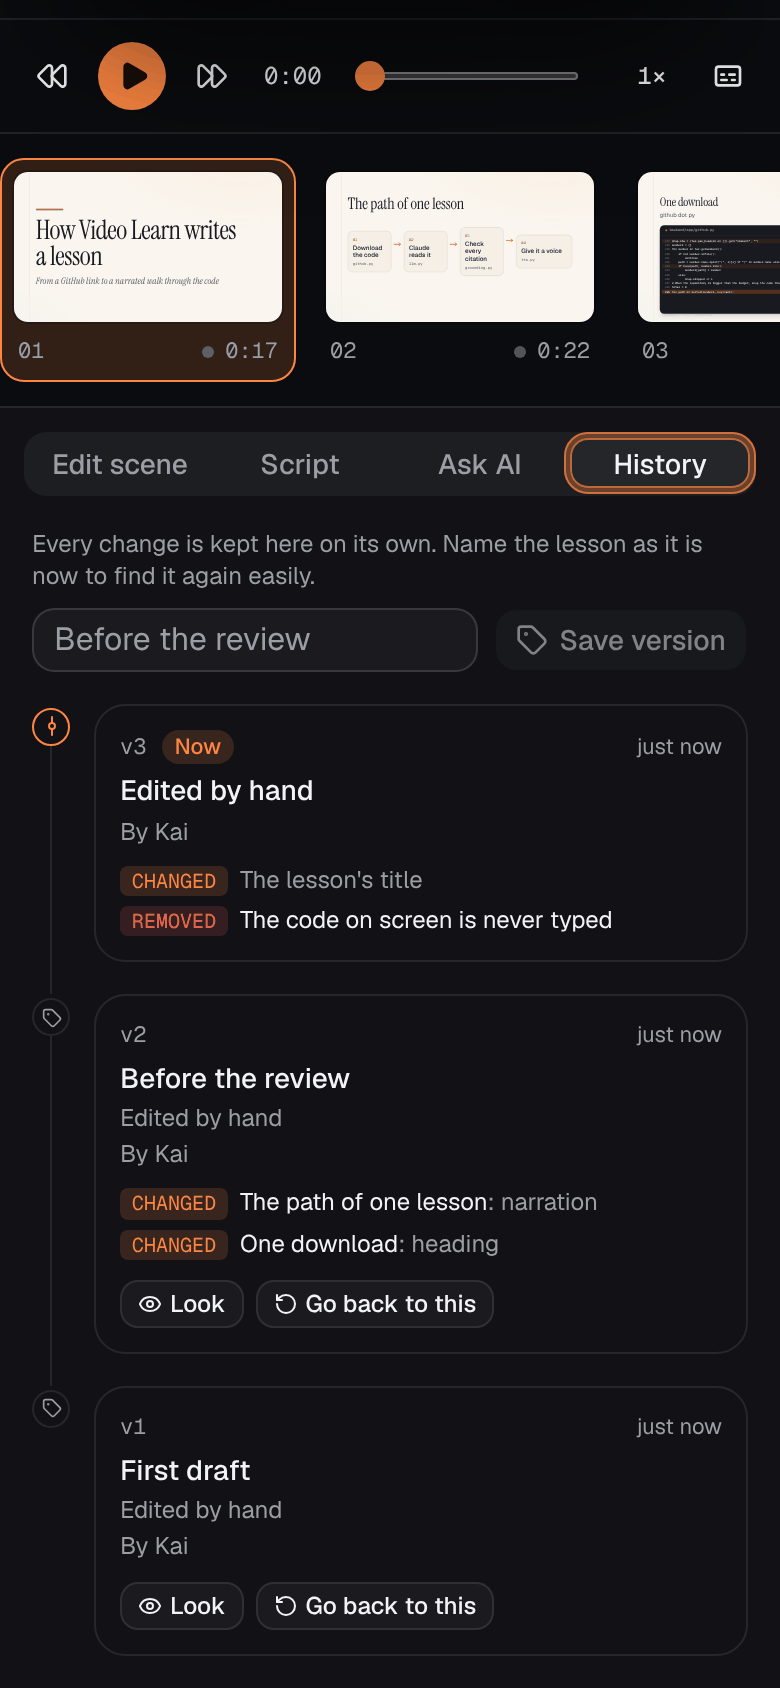 0:00
1×
How Video Learn writes
a lesson
From a GitHub link to a narrated walk through the code
01
0:17
The path of one lesson
Download
the code
Claude
reads it
Check
every
citation
Give it a voice
02
0:22
One download
github dot py
03
Edit scene
Script
Ask AI
History
Every change is kept here on its own. Name the lesson as it is
now to find it again easily.
Before the review
Save version
v3
Now
just now
Edited by hand
By Kai
CHANGED The lesson's title
REMOVED The code on screen is never typed
v2
just now
Before the review
Edited by hand
By Kai
CHANGED The path of one lesson: narration
CHANGED One download: heading
Look
Go back to this
v1
just now
First draft
Edited by hand
By Kai
Look
Go back to this